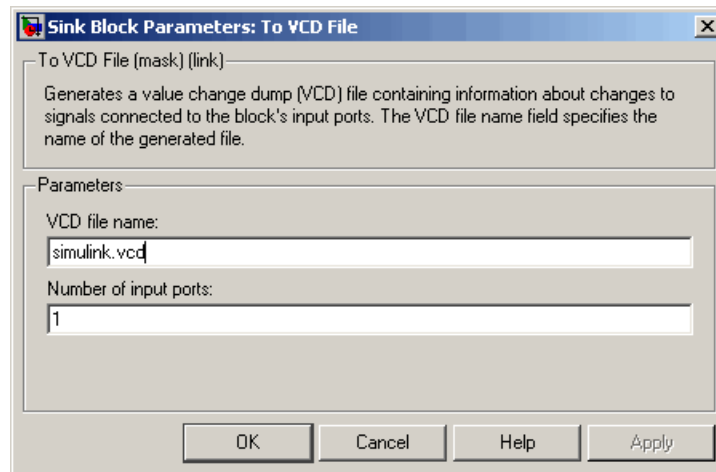 Sink Block Parameters: To VCD File
To VCD File (mask) (link)
Generates a value change dump (VCD) file containing information about changes to
signals connected to the block's input ports. The VCD file name field specifies the
name of the generated file.
Parameters
VCD file name:
simulink.vcd
Number of input ports:
1
OK Cancel Help Apply